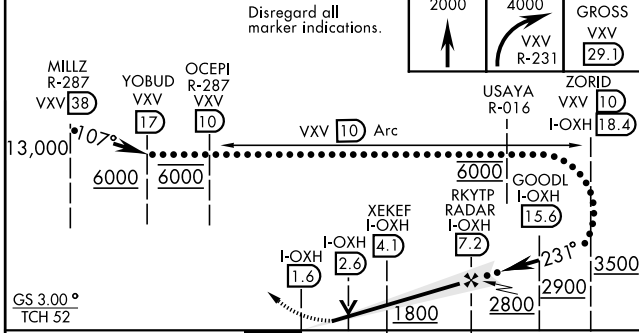 Disregard all
marker indications.
2000
4000
VXV
R-231
GROSS
VXV
29.1
MILLZ
R-287
VXV 38
YOBUD
VXV
17
OCEPI
R-287
VXV
10
VXV 10 Arc
USAYA
R-016
ZORID
VXV 10
I-OXH 18.4
13,000
107°
6000
6000
6000
GOODL
I-OXH
15.6
RKYTP
RADAR
I-OXH
7.2
XEKEF
I-OXH
4.1
I-OXH
2.6
I-OXH
1.6
231°
3500
2900
2800
1800
GS 3.00°
TCH 52